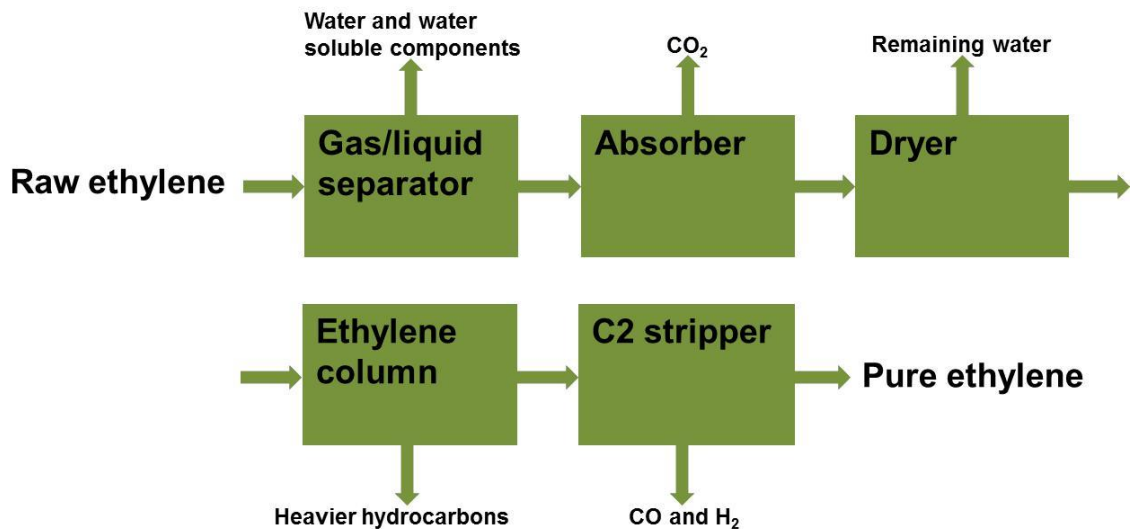 Water and water
soluble components
CO₂
Remaining water
Raw ethylene
Gas/liquid
separator
Absorber
Dryer
Ethylene
column
C2 stripper
Pure ethylene
Heavier hydrocarbons
CO and H₂